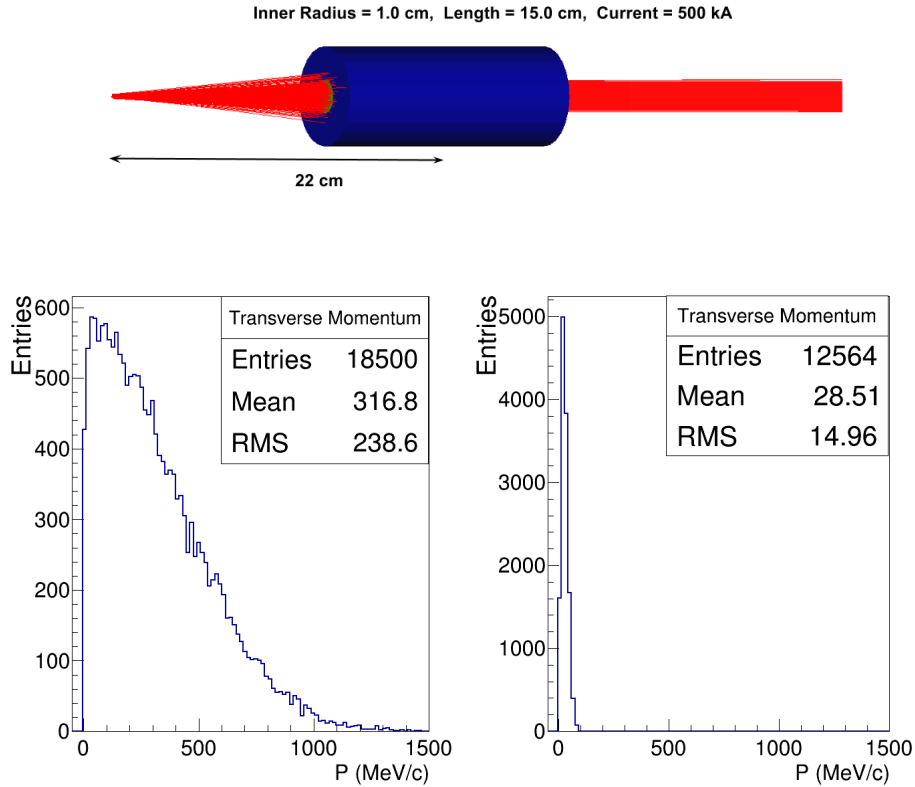 Inner Radius = 1.0 cm,  Length = 15.0 cm,  Current = 500 kA
22 cm
Entries
600
500
400
300
200
100
0
Transverse Momentum
Entries 18500
Mean 316.8
RMS 238.6
0 500 1000 1500
P (MeV/c)
Entries
5000
4000
3000
2000
1000
0
Transverse Momentum
Entries 12564
Mean 28.51
RMS 14.96
0 500 1000 1500
P (MeV/c)